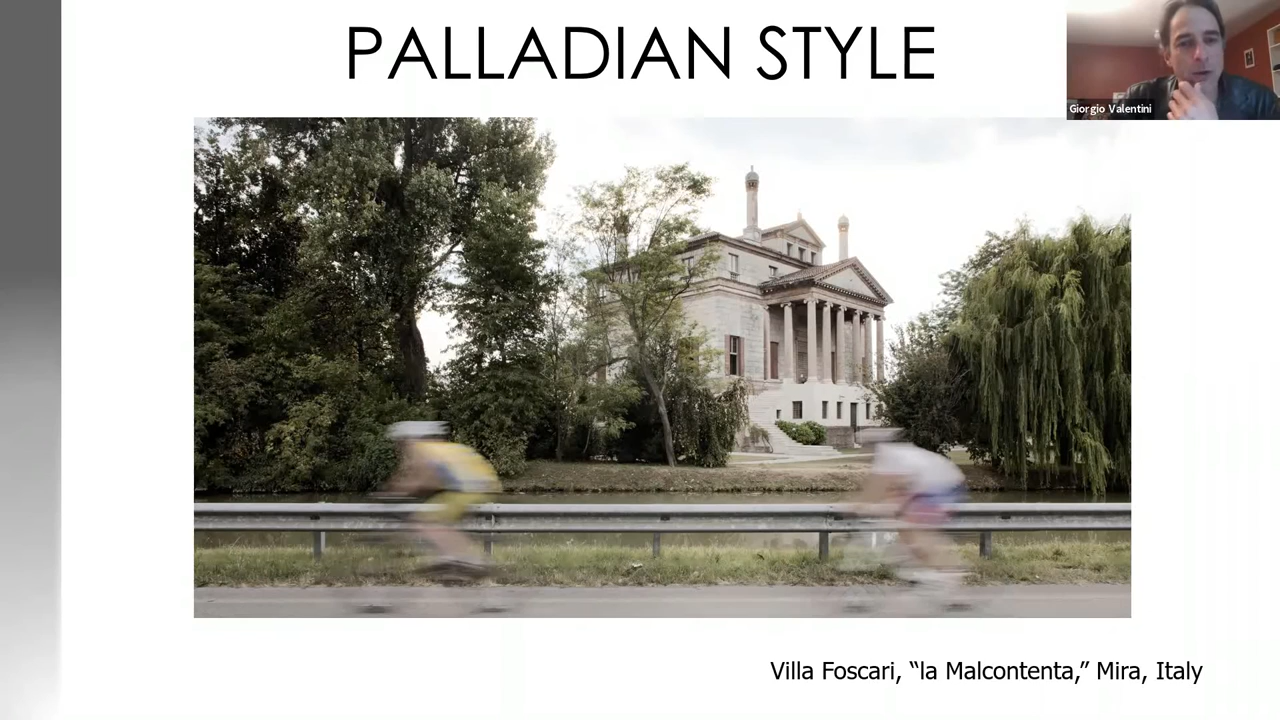 PALLADIAN STYLE
Giorgio Valentini
Villa Foscari, “la Malcontenta,” Mira, Italy